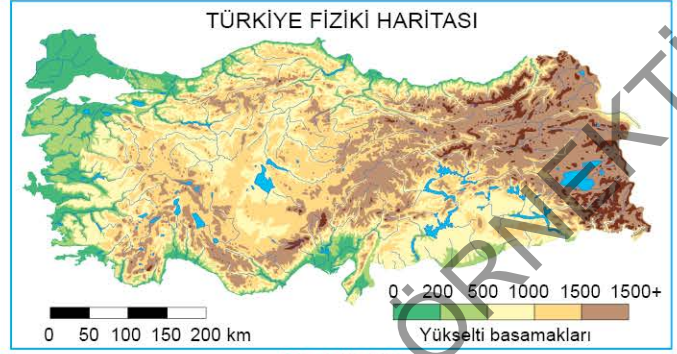 TÜRKİYE FİZİKİ HARİTASI
ÖRNEKTİ
0 200 500 1000 1500 1500+
0 50 100 150 200 km
Yükselti basamakları